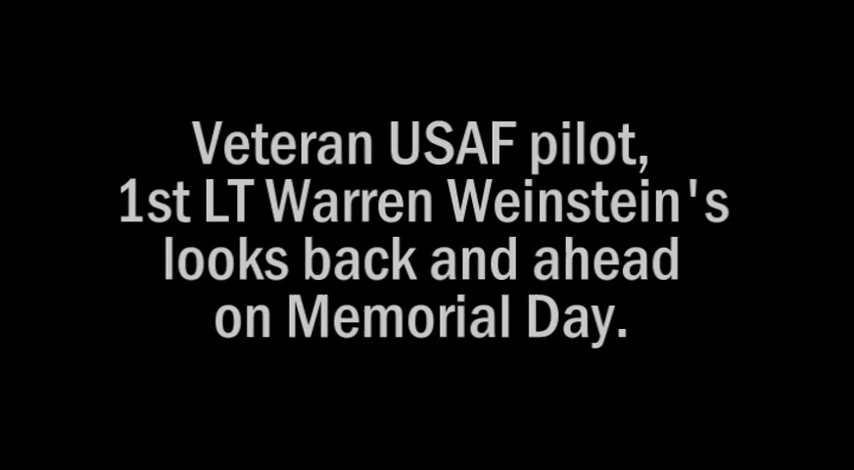 Veteran USAF pilot,
1st LT Warren Weinstein's
looks back and ahead
on Memorial Day.